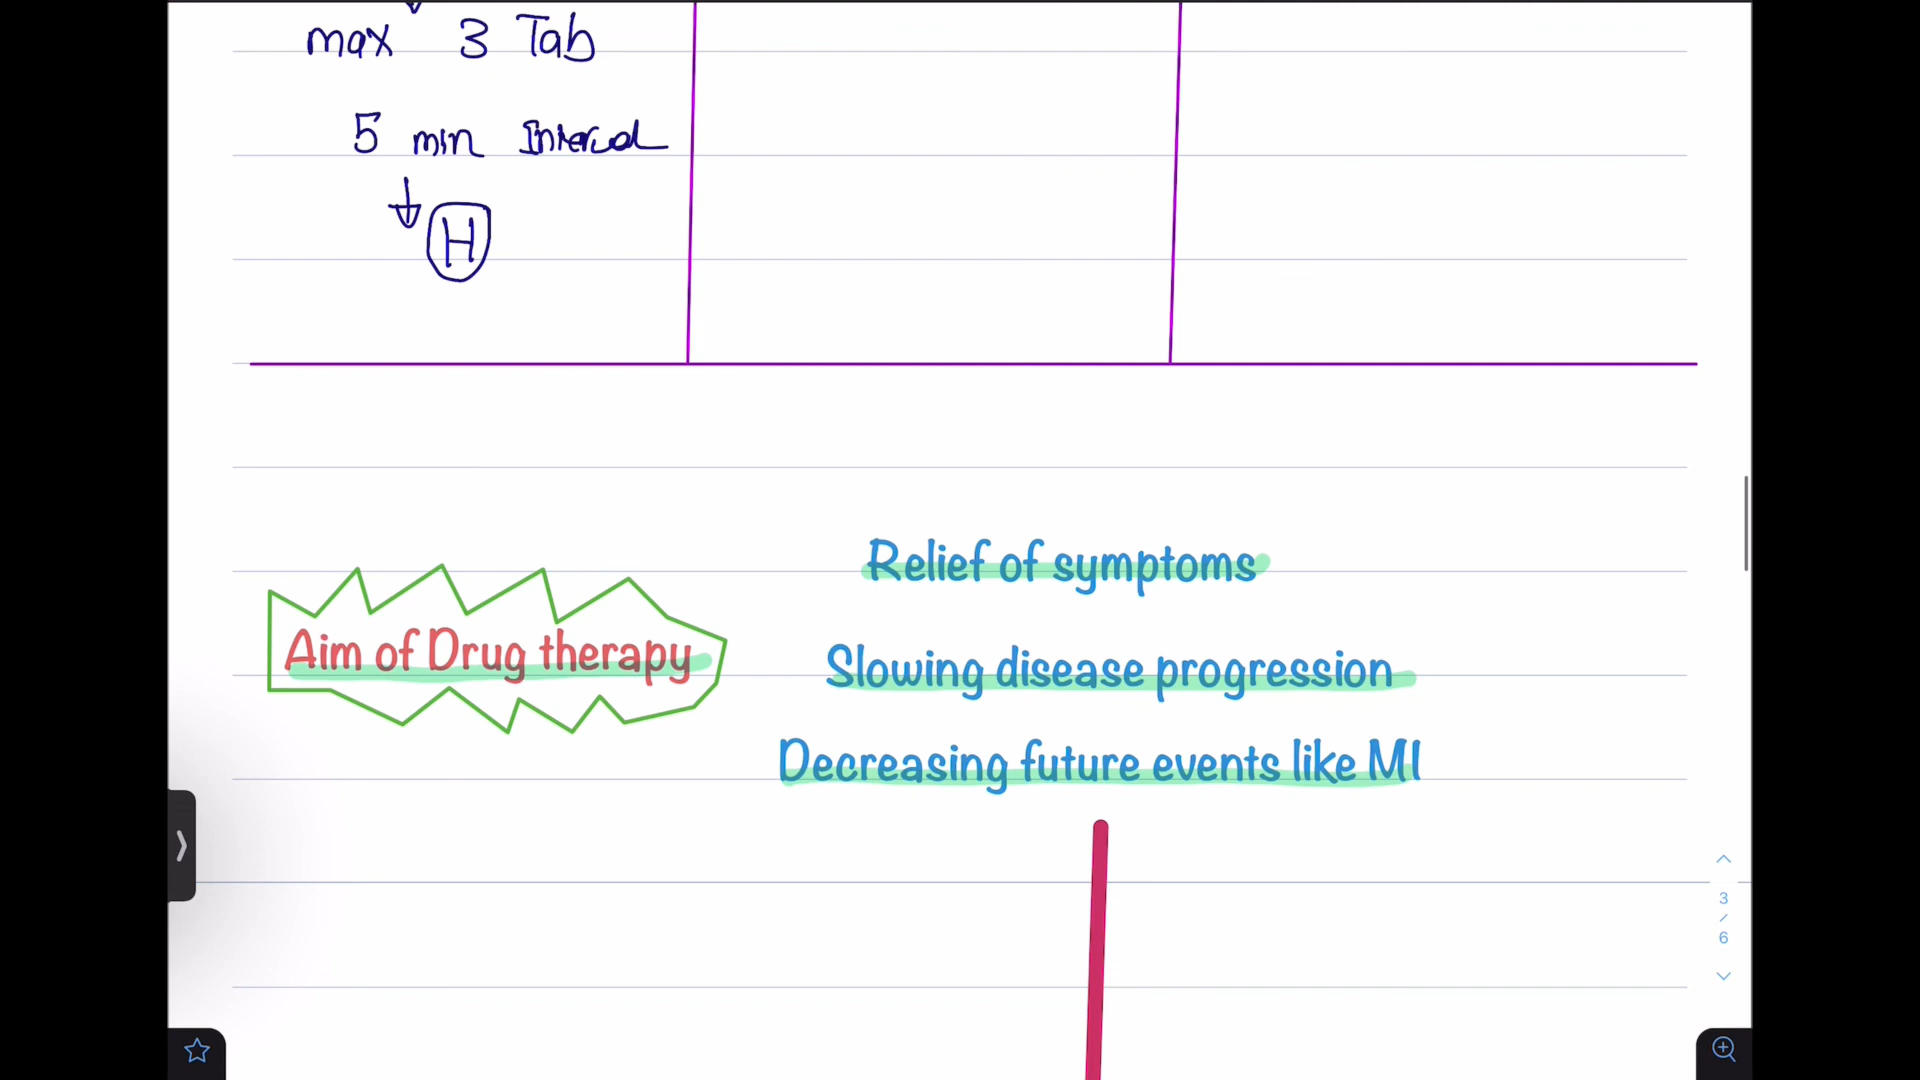 max 3 Tab
5 min Interval
H
Relief of symptoms
Aim of Drug therapy
Slowing disease progression
Decreasing future events like MI
3
/
6